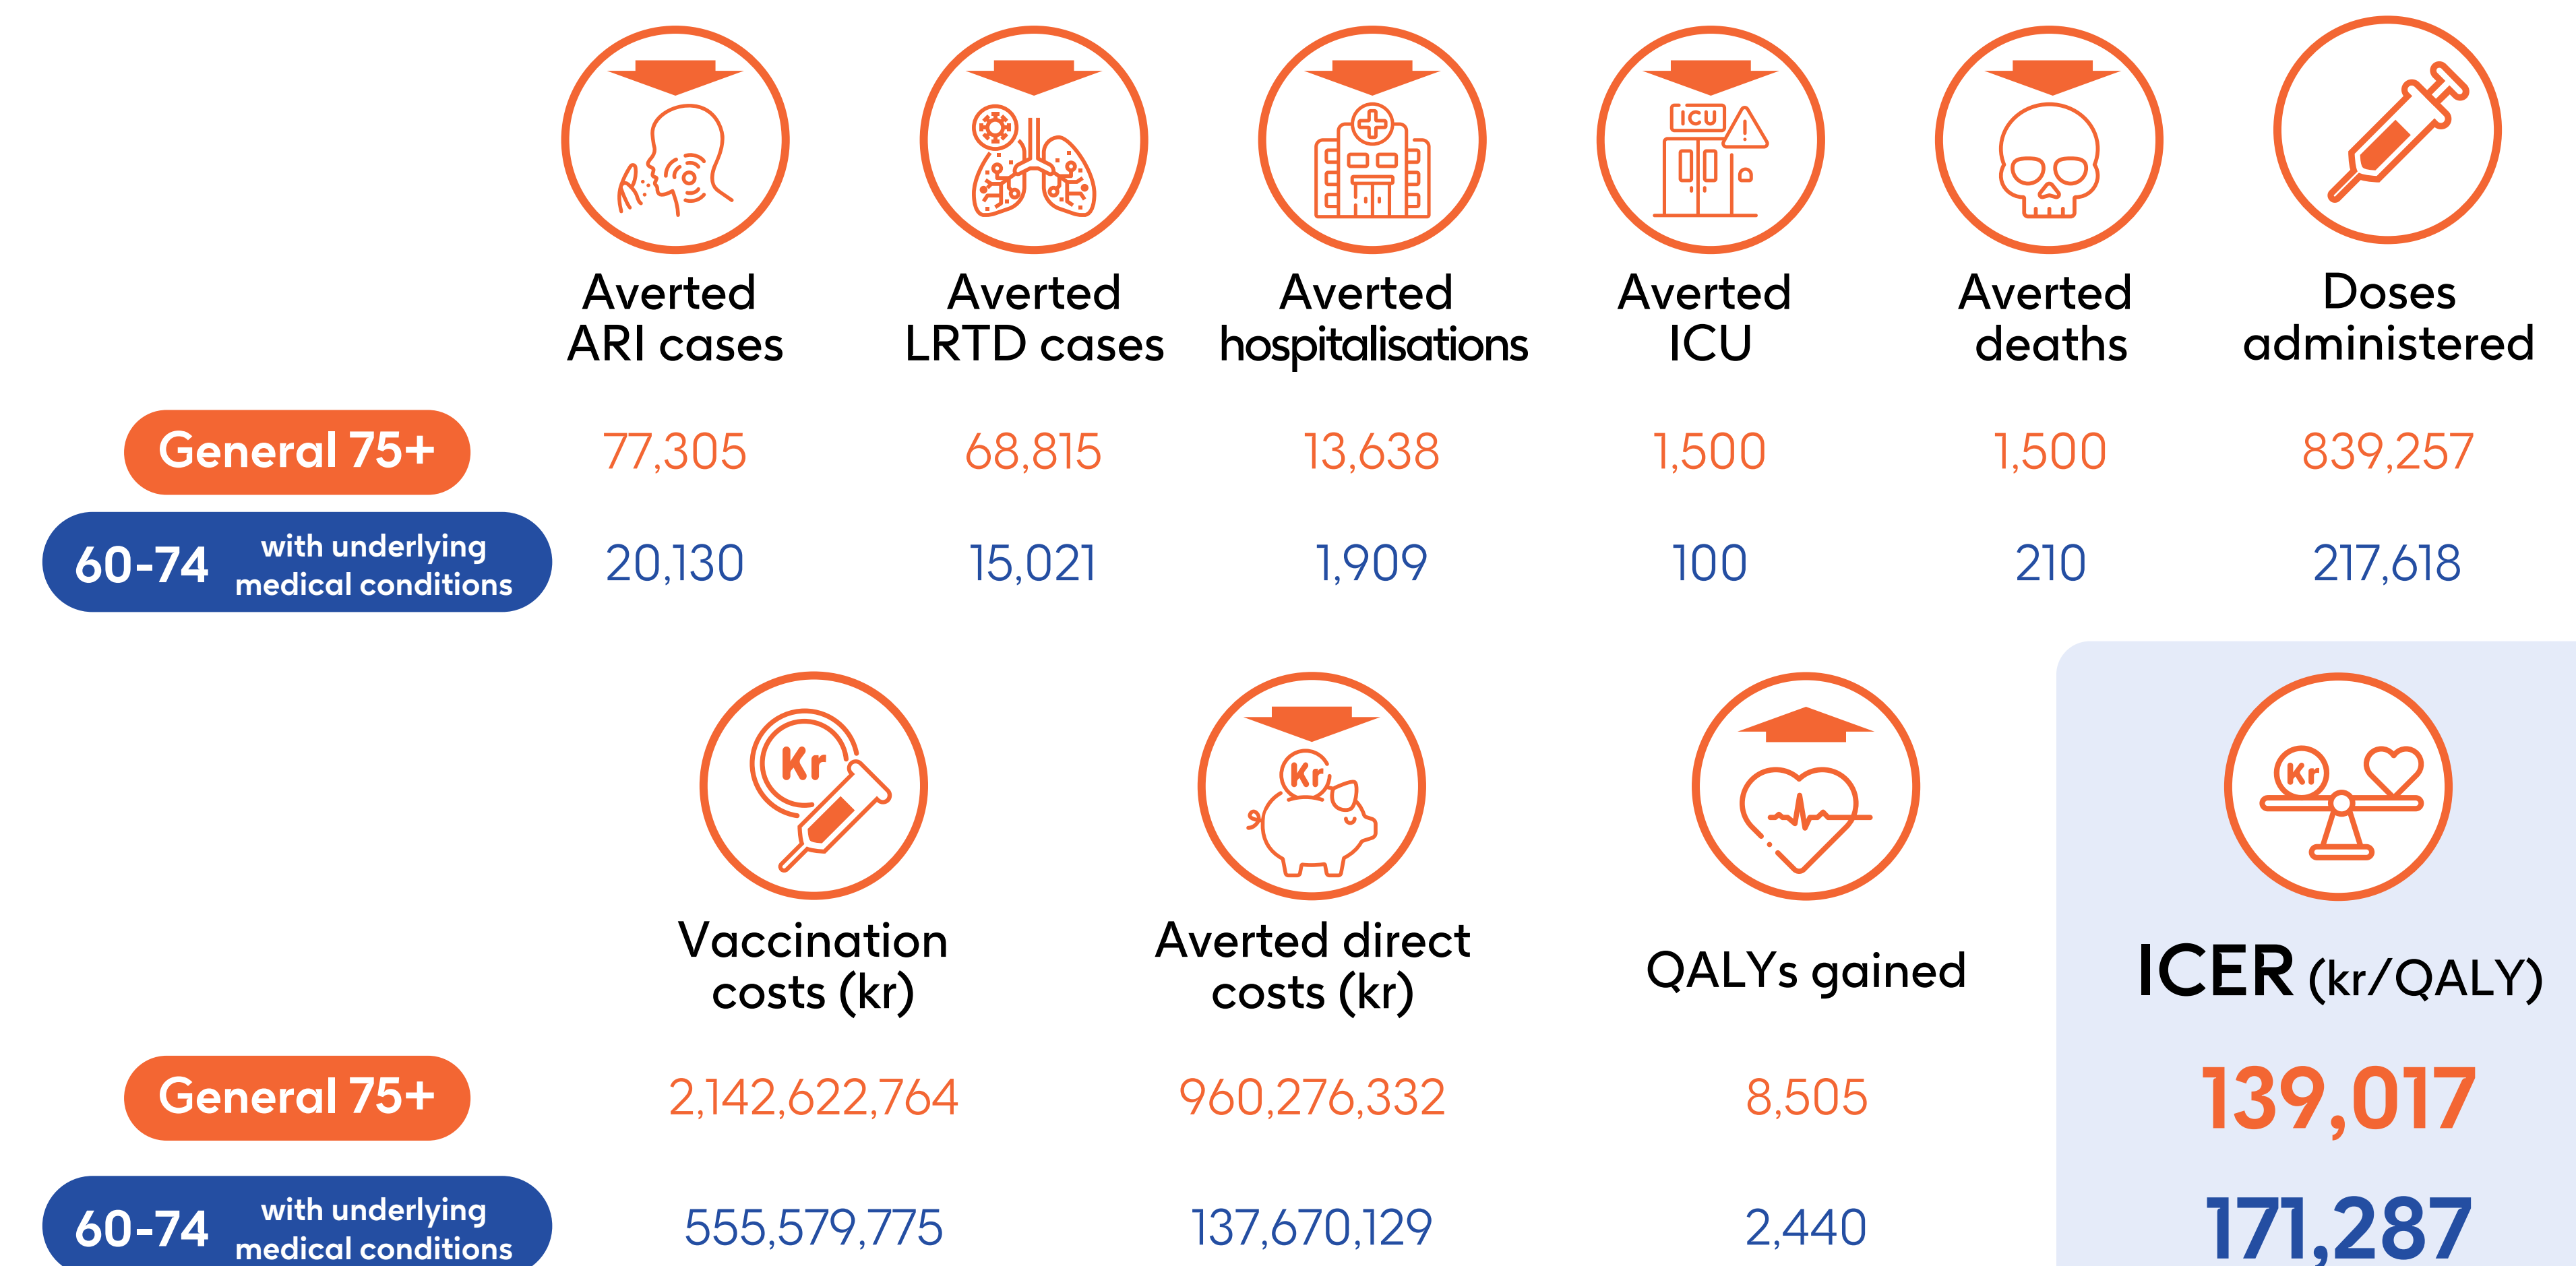 ICU
Averted
ARI cases
Averted
LRTD cases
Averted
hospitalisations
Averted
ICU
Averted
deaths
Doses
administered
General 75+
77,305
68,815
13,638
1,500
1,500
839,257
60-74
with underlying
medical conditions
20,130
15,021
1,909
100
210
217,618
Kr
Kr
Kr
Vaccination
costs (kr)
Averted direct
costs (kr)
QALYs gained
ICER (kr/QALY)
General 75+
2,142,622,764
960,276,332
8,505
139,017
60-74
with underlying
medical conditions
555,579,775
137,670,129
2,440
171,287